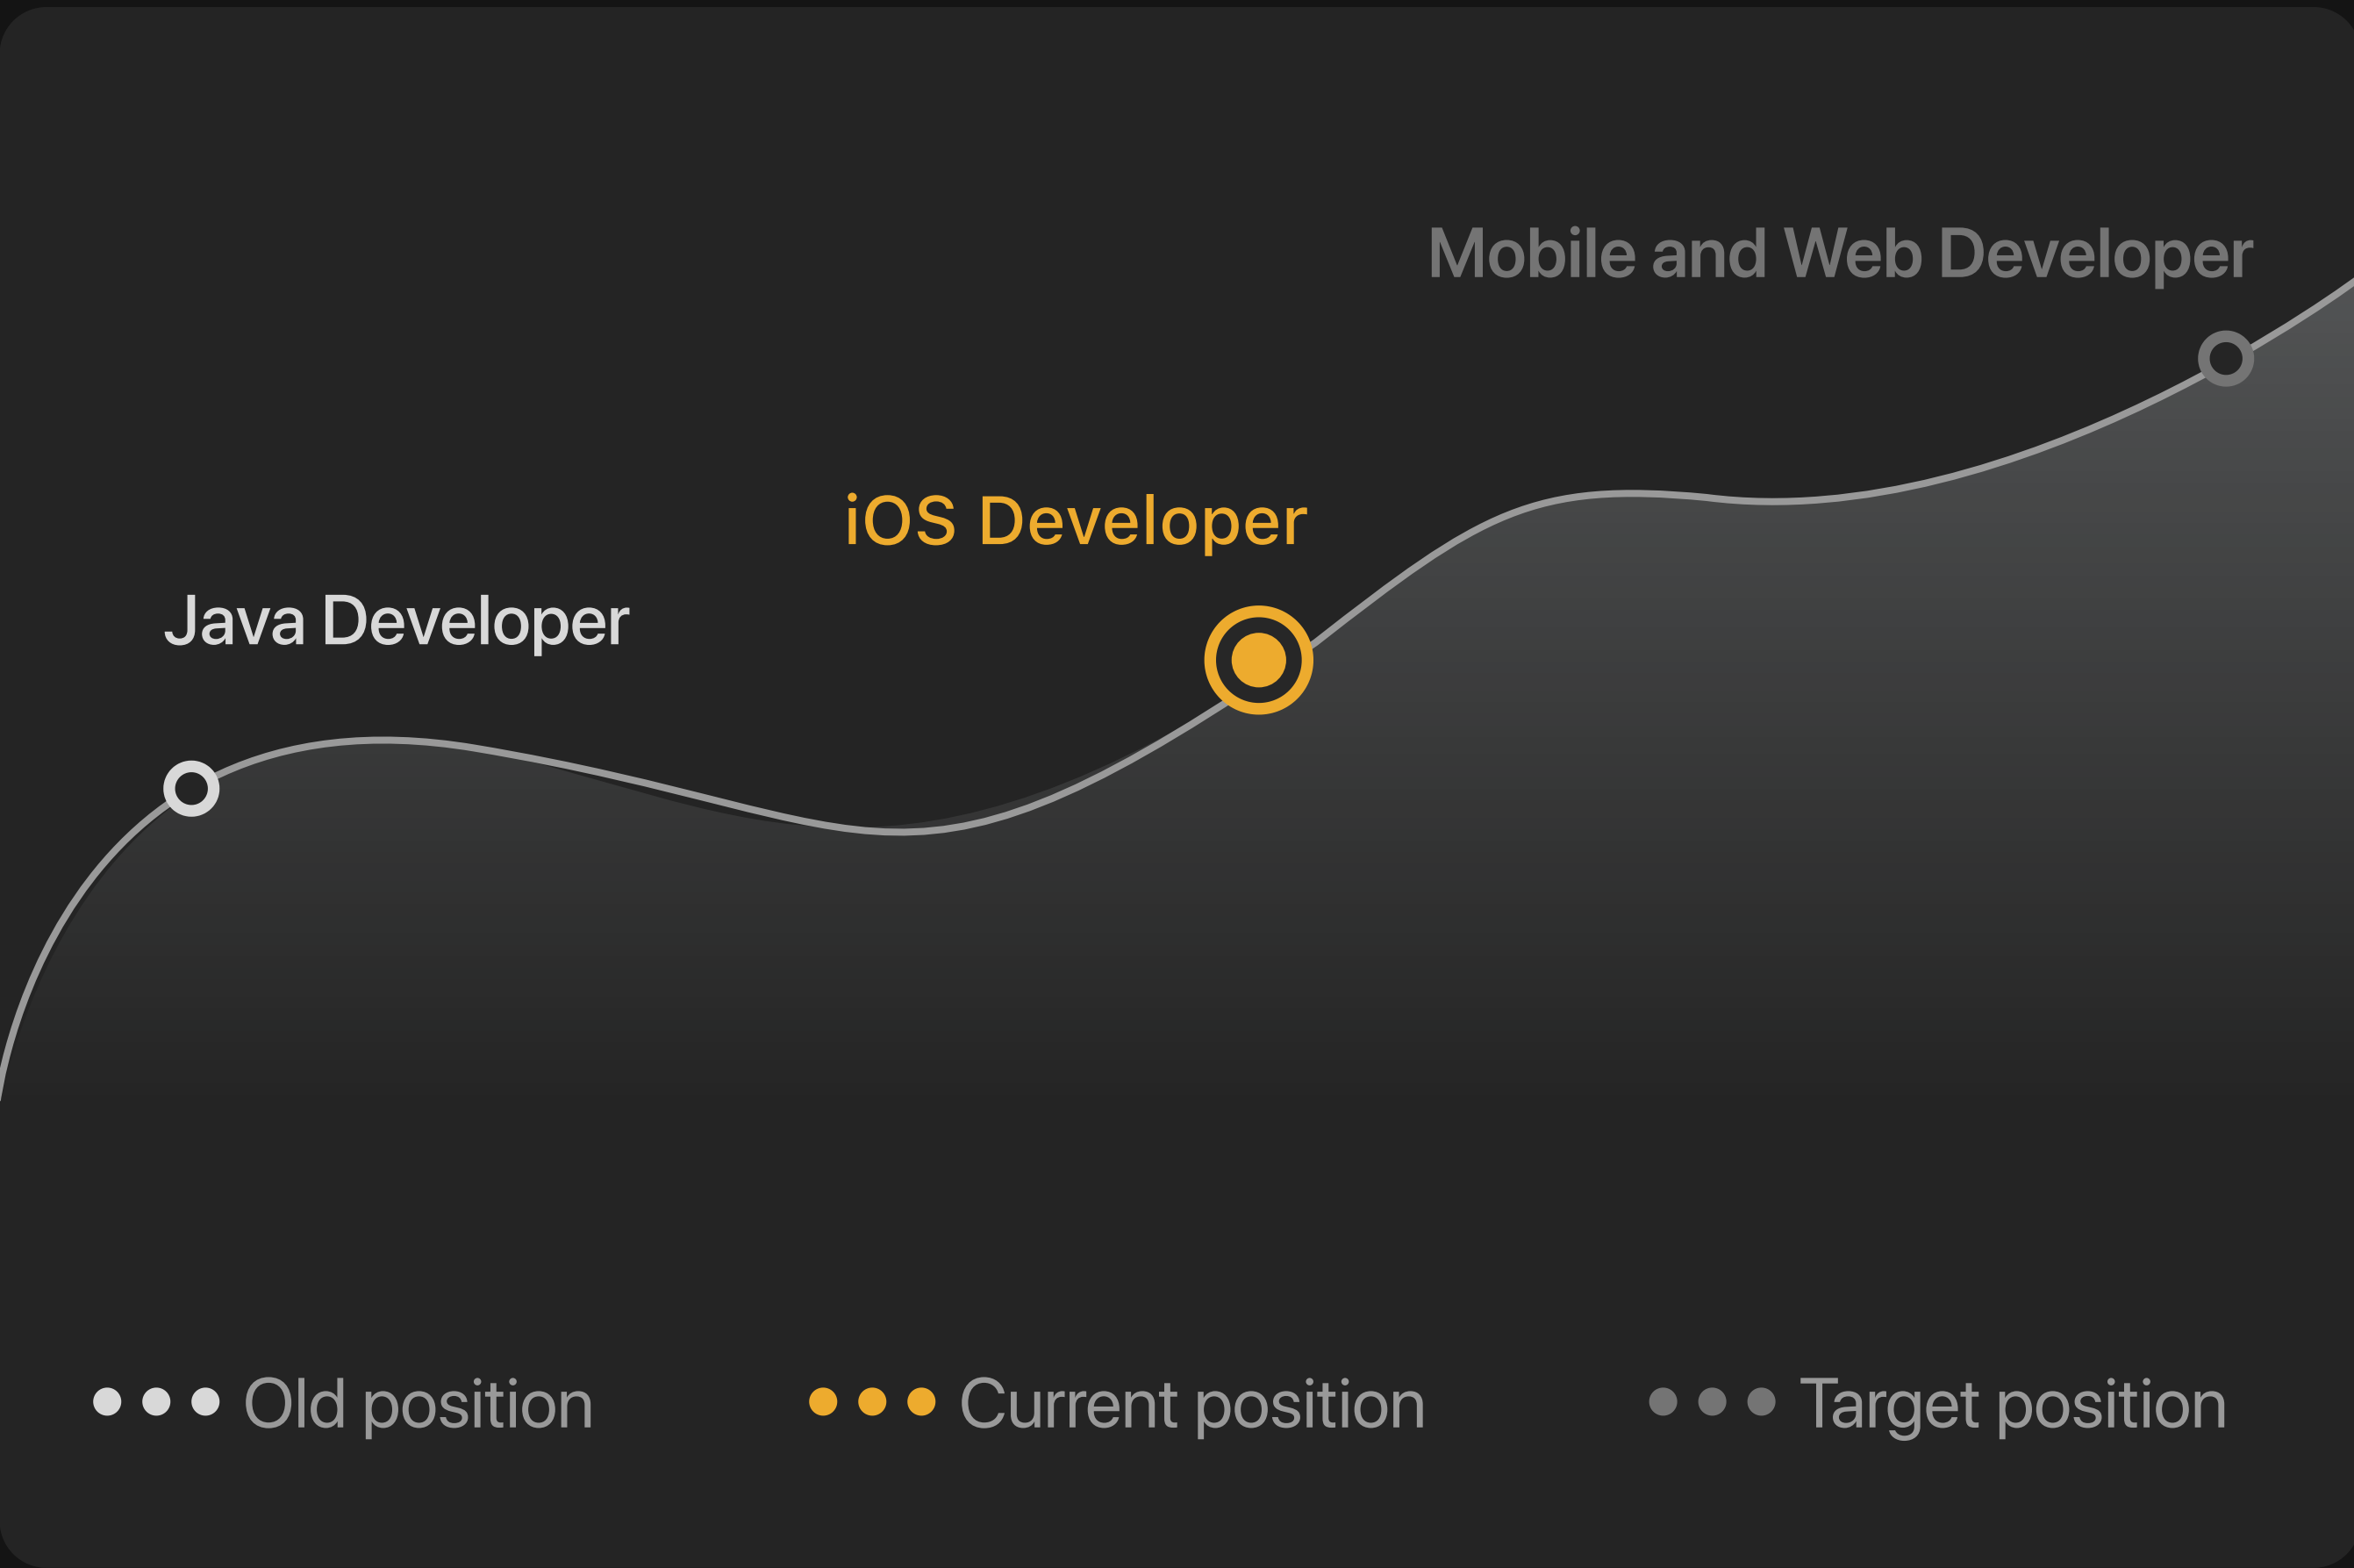 Mobile and Web Developer
iOS Developer
Java Developer
Old position
Current position
Target position